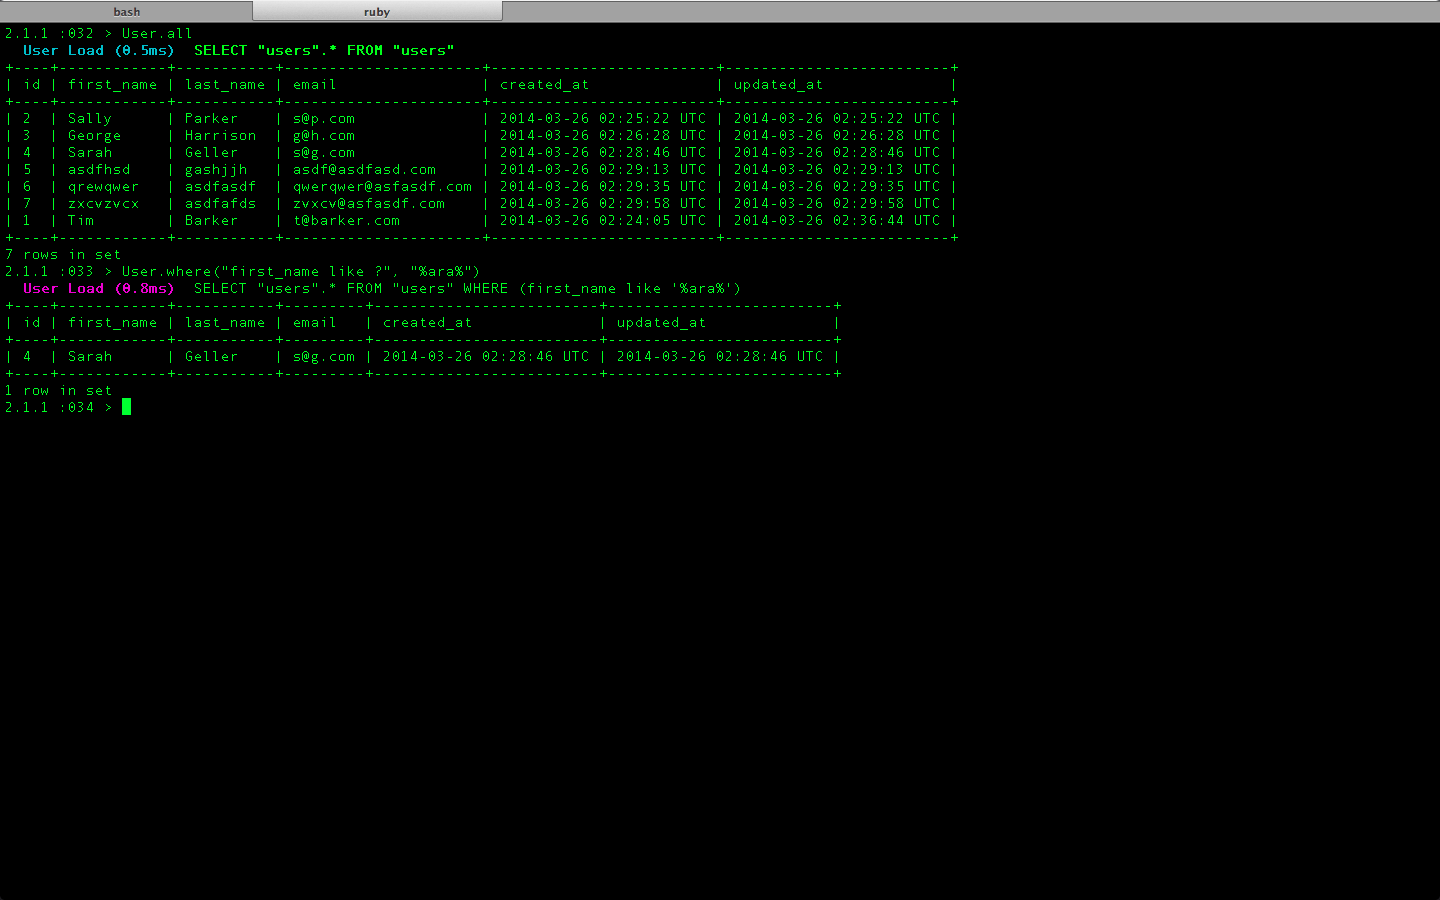 bash
ruby
2.1.1 :032 > User.all
  User Load (0.5ms)  SELECT "users".* FROM "users"
+----+------------+-----------+----------------------+-------------------------+-------------------------+
| id | first_name | last_name | email                | created_at              | updated_at              |
+----+------------+-----------+----------------------+-------------------------+-------------------------+
| 2  | Sally      | Parker    | s@p.com              | 2014-03-26 02:25:22 UTC | 2014-03-26 02:25:22 UTC |
| 3  | George     | Harrison  | g@h.com              | 2014-03-26 02:26:28 UTC | 2014-03-26 02:26:28 UTC |
| 4  | Sarah      | Geller    | s@g.com              | 2014-03-26 02:28:46 UTC | 2014-03-26 02:28:46 UTC |
| 5  | asdfhsd    | gashjjh   | asdf@asdfasd.com     | 2014-03-26 02:29:13 UTC | 2014-03-26 02:29:13 UTC |
| 6  | qrewqwer   | asdfasdf  | qwerqwer@asfasdf.com | 2014-03-26 02:29:35 UTC | 2014-03-26 02:29:35 UTC |
| 7  | zxcvzvcx   | asdfafds  | zvxcv@asfasdf.com    | 2014-03-26 02:29:58 UTC | 2014-03-26 02:29:58 UTC |
| 1  | Tim        | Barker    | t@barker.com         | 2014-03-26 02:24:05 UTC | 2014-03-26 02:36:44 UTC |
+----+------------+-----------+----------------------+-------------------------+-------------------------+
7 rows in set
2.1.1 :033 > User.where("first_name like ?", "%ara%")
  User Load (0.8ms)  SELECT "users".* FROM "users" WHERE (first_name like '%ara%')
+----+------------+-----------+---------+-------------------------+-------------------------+
| id | first_name | last_name | email   | created_at              | updated_at              |
+----+------------+-----------+---------+-------------------------+-------------------------+
| 4  | Sarah      | Geller    | s@g.com | 2014-03-26 02:28:46 UTC | 2014-03-26 02:28:46 UTC |
+----+------------+-----------+---------+-------------------------+-------------------------+
1 row in set
2.1.1 :034 >